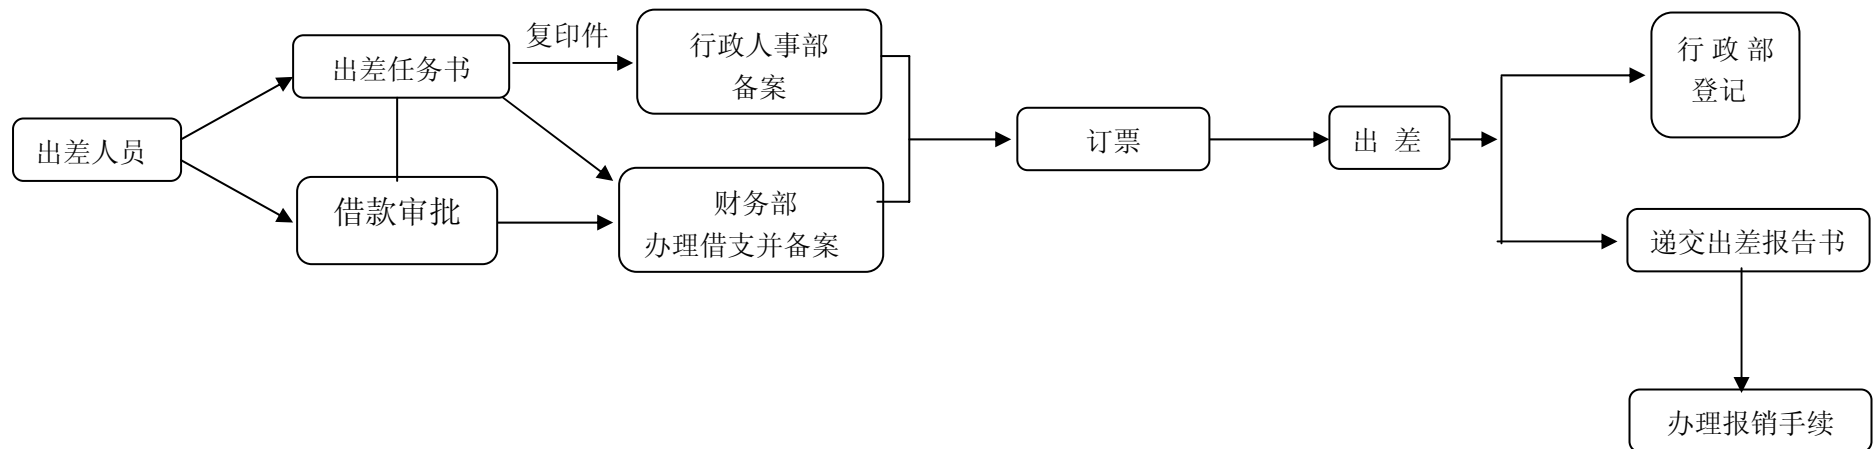 复印件
行政人事部
备案
行 政 部
登记
出差任务书
出差人员
订票
出 差
借款审批
财务部
办理借支并备案
递交出差报告书
办理报销手续